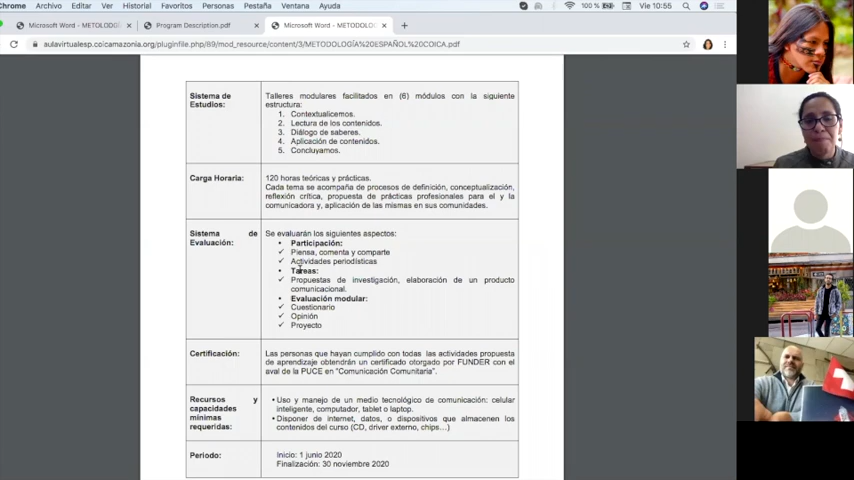 Chrome Archivo Editar Ver Historial Favoritos Personas Pestaña Ventana Ayuda 100 % Vie 10:55
Microsoft Word - METODOLOGÍ Program Description.pdf Microsoft Word - METODOLOG
aulavirtualesp.coicamazonia.org/pluginfile.php/89/mod_resource/content/3/METODOLOGÍA%20ESPAÑOL%20COICA.pdf
Sistema de Estudios:
Talleres modulares facilitados en (6) módulos con la siguiente
estructura:
1. Contextualicemos.
2. Lectura de los contenidos.
3. Diálogo de saberes.
4. Aplicación de contenidos.
5. Concluyamos.
Carga Horaria:
120 horas teóricas y prácticas.
Cada tema se acompaña de procesos de definición, conceptualización,
reflexión crítica, propuesta de prácticas profesionales para el y la
comunicadora y, aplicación de las mismas en sus comunidades.
Sistema de
Evaluación:
Se evaluarán los siguientes aspectos:
• Participación:
✓ Piensa, comenta y comparte
✓ Actividades periodísticas
• Tareas:
✓ Propuestas de investigación, elaboración de un producto
comunicacional.
• Evaluación modular:
✓ Cuestionario
✓ Opinión
✓ Proyecto
Certificación:
Las personas que hayan cumplido con todas las actividades propuesta
de aprendizaje obtendrán un certificado otorgado por FUNDER con el
aval de la PUCE en "Comunicación Comunitaria".
Recursos y
capacidades
mínimas
requeridas:
• Uso y manejo de un medio tecnológico de comunicación: celular
inteligente, computador, tablet o laptop.
• Disponer de internet, datos, o dispositivos que almacenen los
contenidos del curso (CD, driver externo, chips...)
Periodo:
Inicio: 1 junio 2020
Finalización: 30 noviembre 2020